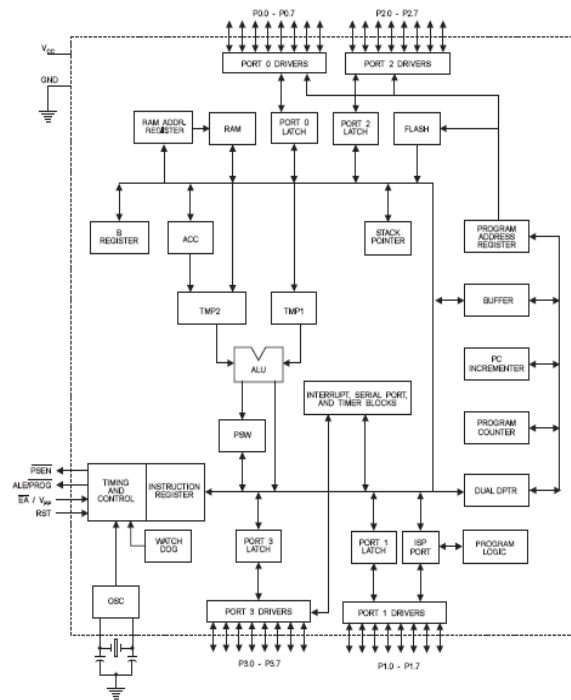 P0.0 - P0.7
P2.0 - P2.7
VCC
GND
PORT 0 DRIVERS
PORT 2 DRIVERS
RAM ADDR.
REGISTER
RAM
PORT 0
LATCH
PORT 2
LATCH
FLASH
B
REGISTER
ACC
STACK
POINTER
PROGRAM
ADDRESS
REGISTER
BUFFER
TMP2
TMP1
ALU
PC
INCREMENTER
INTERRUPT, SERIAL PORT,
AND TIMER BLOCKS
PSW
PROGRAM
COUNTER
PSEN
ALE/PROG
EA / VPP
RST
TIMING
AND
CONTROL
INSTRUCTION
REGISTER
DUAL DPTR
WATCH
DOG
PORT 3
LATCH
PORT 1
LATCH
ISP
PORT
PROGRAM
LOGIC
OSC
PORT 3 DRIVERS
PORT 1 DRIVERS
P3.0 - P3.7
P1.0 - P1.7